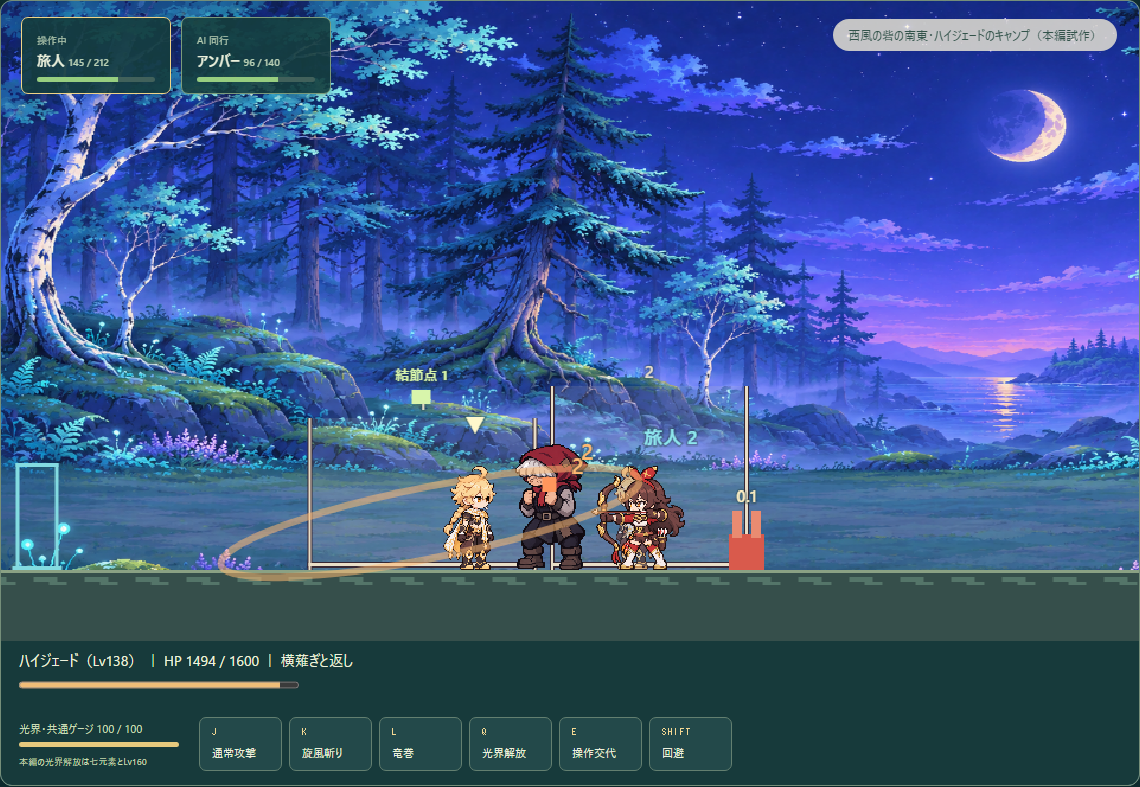 操作中
旅人 145 / 212
AI 同行
アンバー 96 / 140
西風の砦の南東・ハイジェードのキャンプ（本編試作）
2
結節点 1
旅人 2
2
2
0.1
ハイジェード（Lv138） | HP 1494 / 1600 | 横薙ぎと返し
光界・共通ゲージ 100 / 100
本編の光界解放は七元素とLv160
J
通常攻撃
K
旋風斬り
L
竜巻
Q
光界解放
E
操作交代
SHIFT
回避